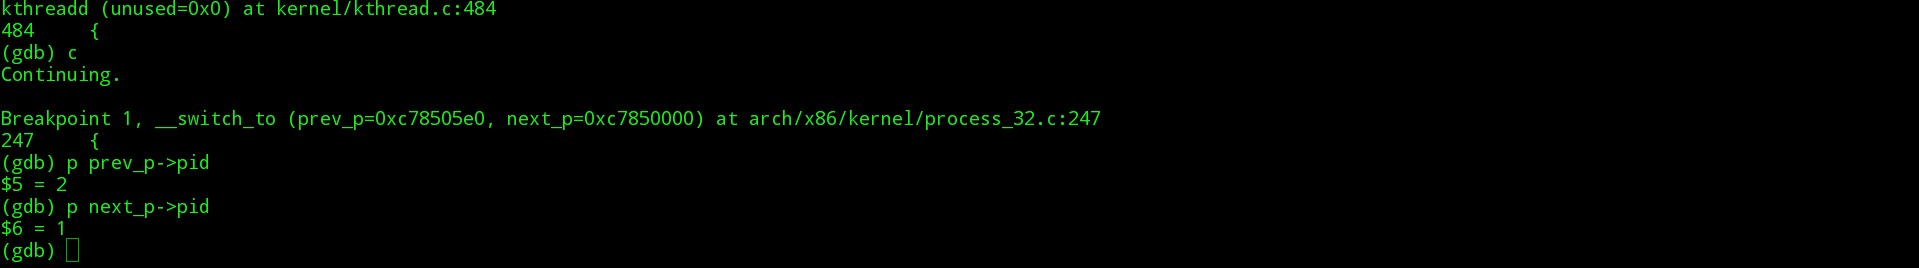 kthreadd (unused=0x0) at kernel/kthread.c:484
484     {
(gdb) c
Continuing.

Breakpoint 1, __switch_to (prev_p=0xc78505e0, next_p=0xc7850000) at arch/x86/kernel/process_32.c:247
247     {
(gdb) p prev_p->pid
$5 = 2
(gdb) p next_p->pid
$6 = 1
(gdb)